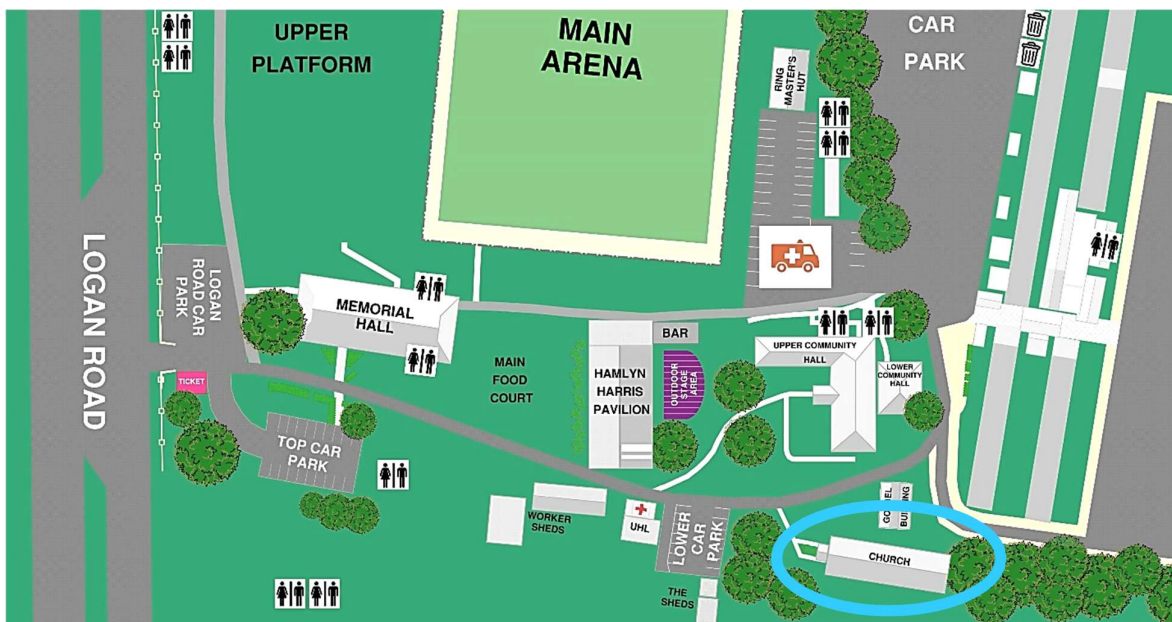 UPPER
PLATFORM
MAIN
ARENA
CAR
PARK
RING
MASTER'S
HUT
LOGAN ROAD
LOGAN
ROAD CAR
PARK
MEMORIAL
HALL
TICKET
TOP CAR
PARK
MAIN
FOOD
COURT
HAMLYN
HARRIS
PAVILION
BAR
OUTDOOR
STAGE
AREA
UPPER COMMUNITY
HALL
LOWER
COMMUNITY
HALL
WORKER
SHEDS
UHL
LOWER
CAR
PARK
THE
SHEDS
BUILDING
CHURCH